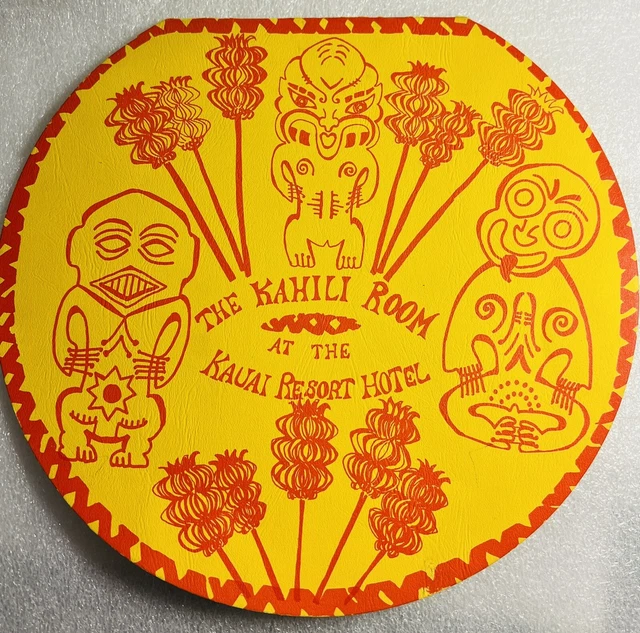 THE KAHILI ROOM
AT THE
KAUAI RESORT HOTEL